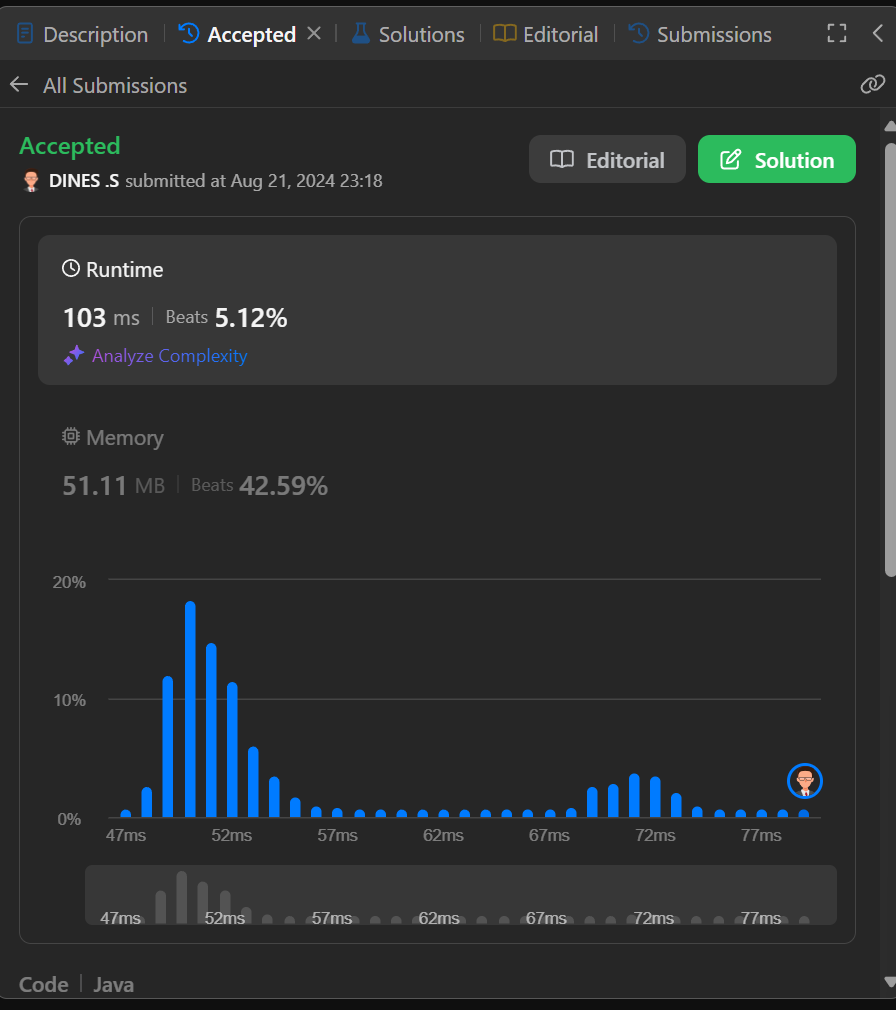 Description | Accepted × | Solutions | Editorial | Submissions
← All Submissions
Accepted
Editorial
Solution
DINES .S submitted at Aug 21, 2024 23:18
Runtime
103 ms | Beats 5.12%
Analyze Complexity
Memory
51.11 MB | Beats 42.59%
20%
10%
0%
47ms 52ms 57ms 62ms 67ms 72ms 77ms
47ms 52ms 57ms 62ms 67ms 72ms 77ms
Code | Java